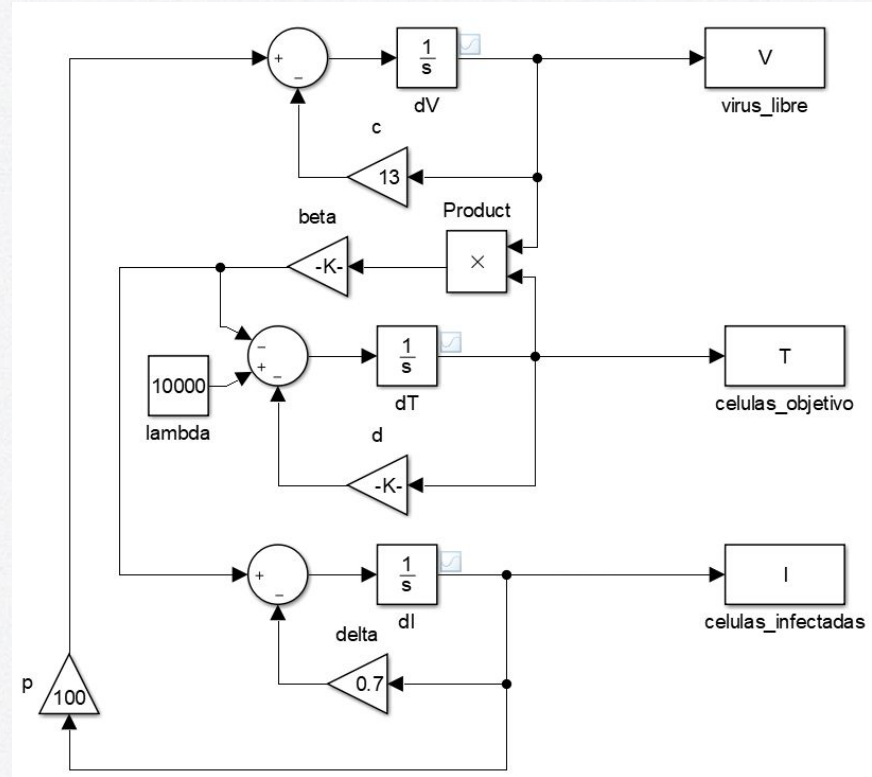 +
−
1
s
dV
V
virus_libre
c
13
beta
Product
-K-
×
−
+
−
10000
lambda
1
s
dT
T
celulas_objetivo
d
-K-
+
−
1
s
dI
I
celulas_infectadas
delta
0.7
p
100